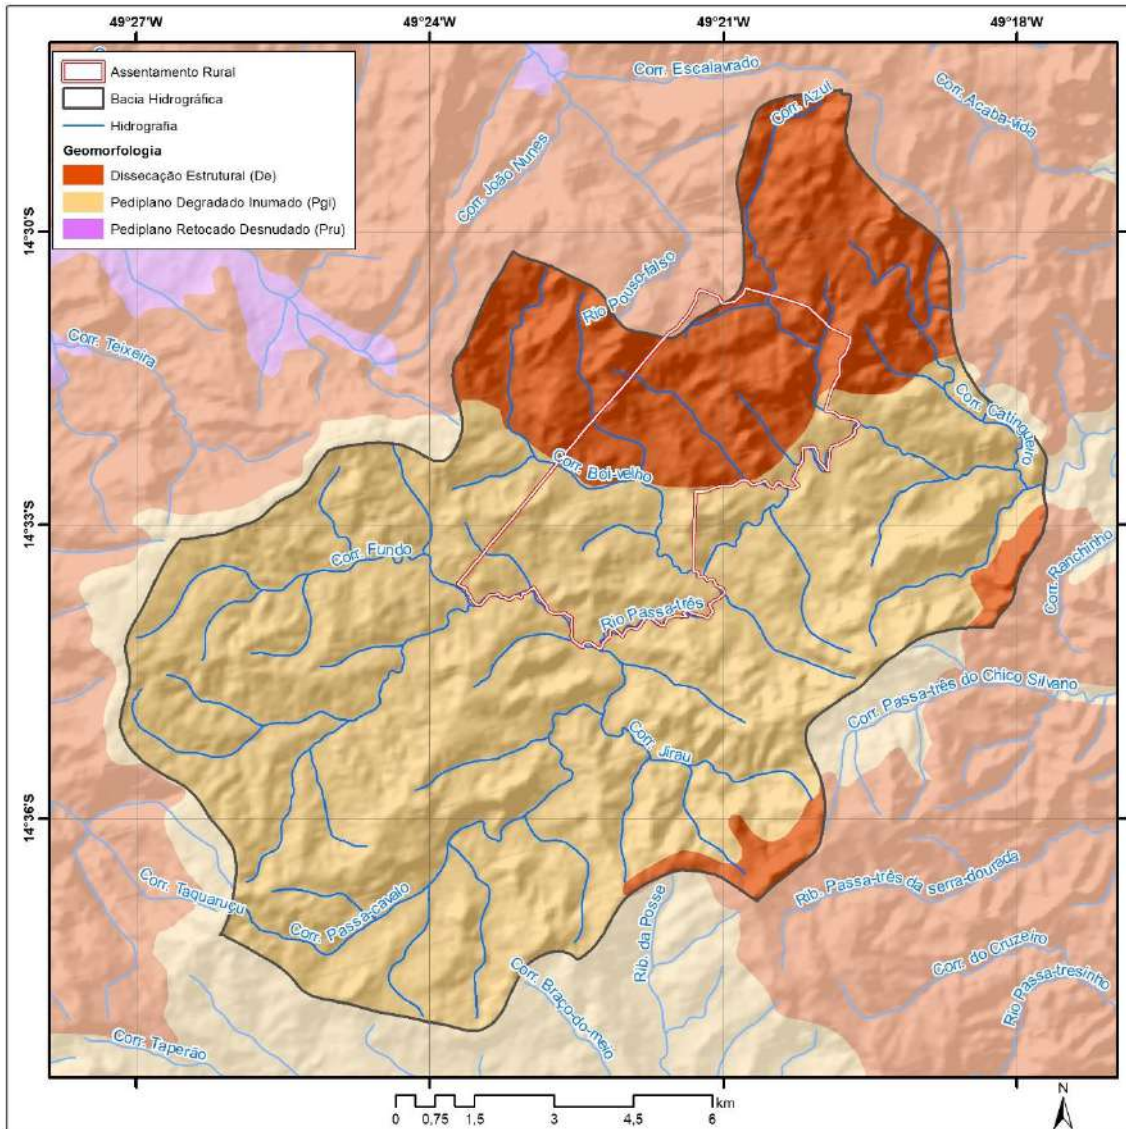 49°27'W
49°24'W
49°21'W
49°18'W
Assentamento Rural
Bacia Hidrográfica
Hidrografia
Geomorfologia
Dissecação Estrutural (De)
Pediplano Degradado Inumado (Pgi)
Pediplano Retocado Desnudado (Pru)
Corr. Escalavrado
Corr. Azul
Corr. Acaba-vida
Corr. João Nunes
14°30'S
Rio Pouso-falso
Corr. Teixeira
Corr. Catingueiro
Corr. Boi-velho
14°33'S
Corr. Fundo
Corr. Ranchinho
Rio Passa-três
Corr. Passa-três do Chico Silvano
Corr. Jirau
14°36'S
Corr. Taquaruçu
Corr. Passa-cavalo
Rib. da Posse
Rib. Passa-três da serra-dourada
Corr. do Cruzeiro
Corr. Braço-do-meio
Rio Passa-tresinho
Corr. Taperão
N
km
0 0,75 1,5 3 4,5 6